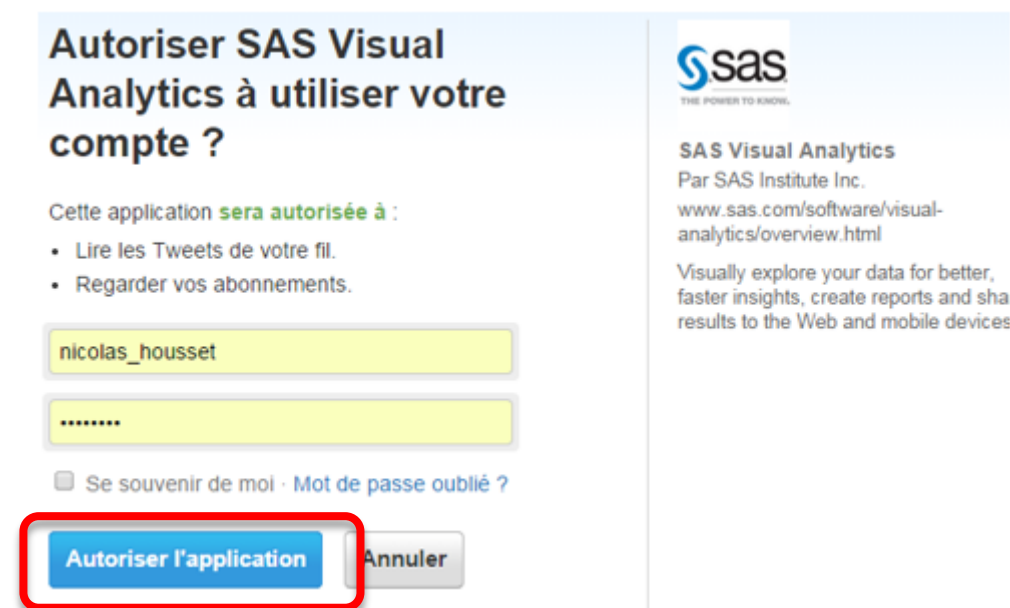 Autoriser SAS Visual
Analytics à utiliser votre
compte ?
Cette application sera autorisée à :
• Lire les Tweets de votre fil.
• Regarder vos abonnements.
nicolas_housset
••••••••
Se souvenir de moi · Mot de passe oublié ?
Autoriser l'application
Annuler
sas
THE POWER TO KNOW.
SAS Visual Analytics
Par SAS Institute Inc.
www.sas.com/software/visual-
analytics/overview.html
Visually explore your data for better,
faster insights, create reports and sha
results to the Web and mobile devices